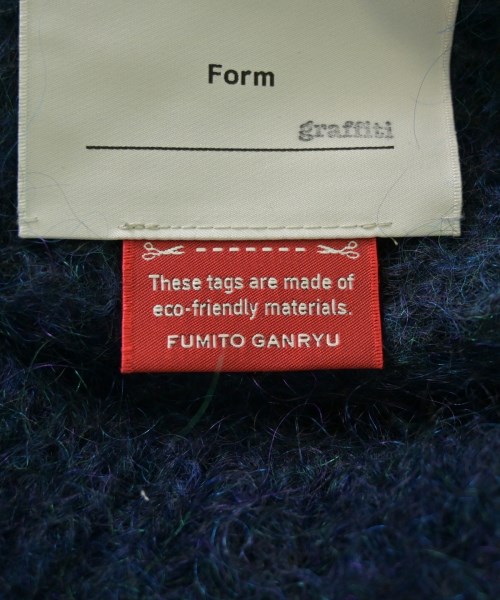 Form
graffiti
These tags are made of
eco-friendly materials.
FUMITO GANRYU